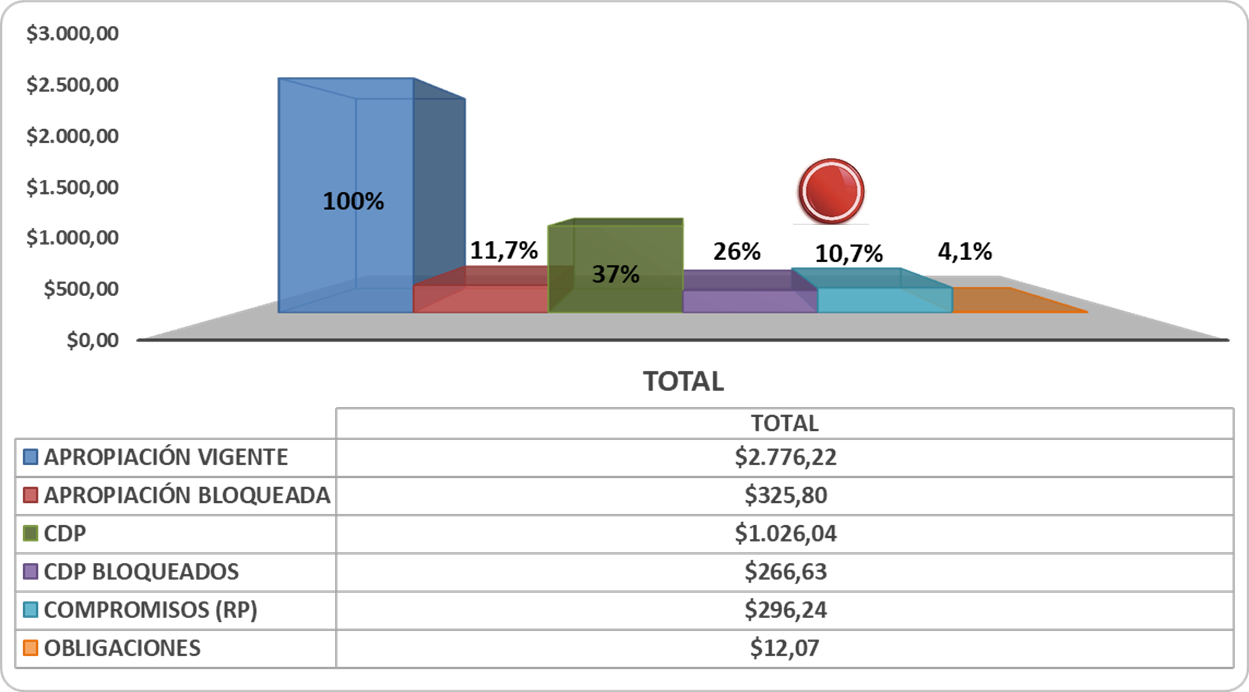 $3.000,00
$2.500,00
$2.000,00
$1.500,00
$1.000,00
$500,00
$0,00
100%
11,7%
37%
26%
10,7%
4,1%
TOTAL
TOTAL
APROPIACIÓN VIGENTE $2.776,22
APROPIACIÓN BLOQUEADA $325,80
CDP $1.026,04
CDP BLOQUEADOS $266,63
COMPROMISOS (RP) $296,24
OBLIGACIONES $12,07